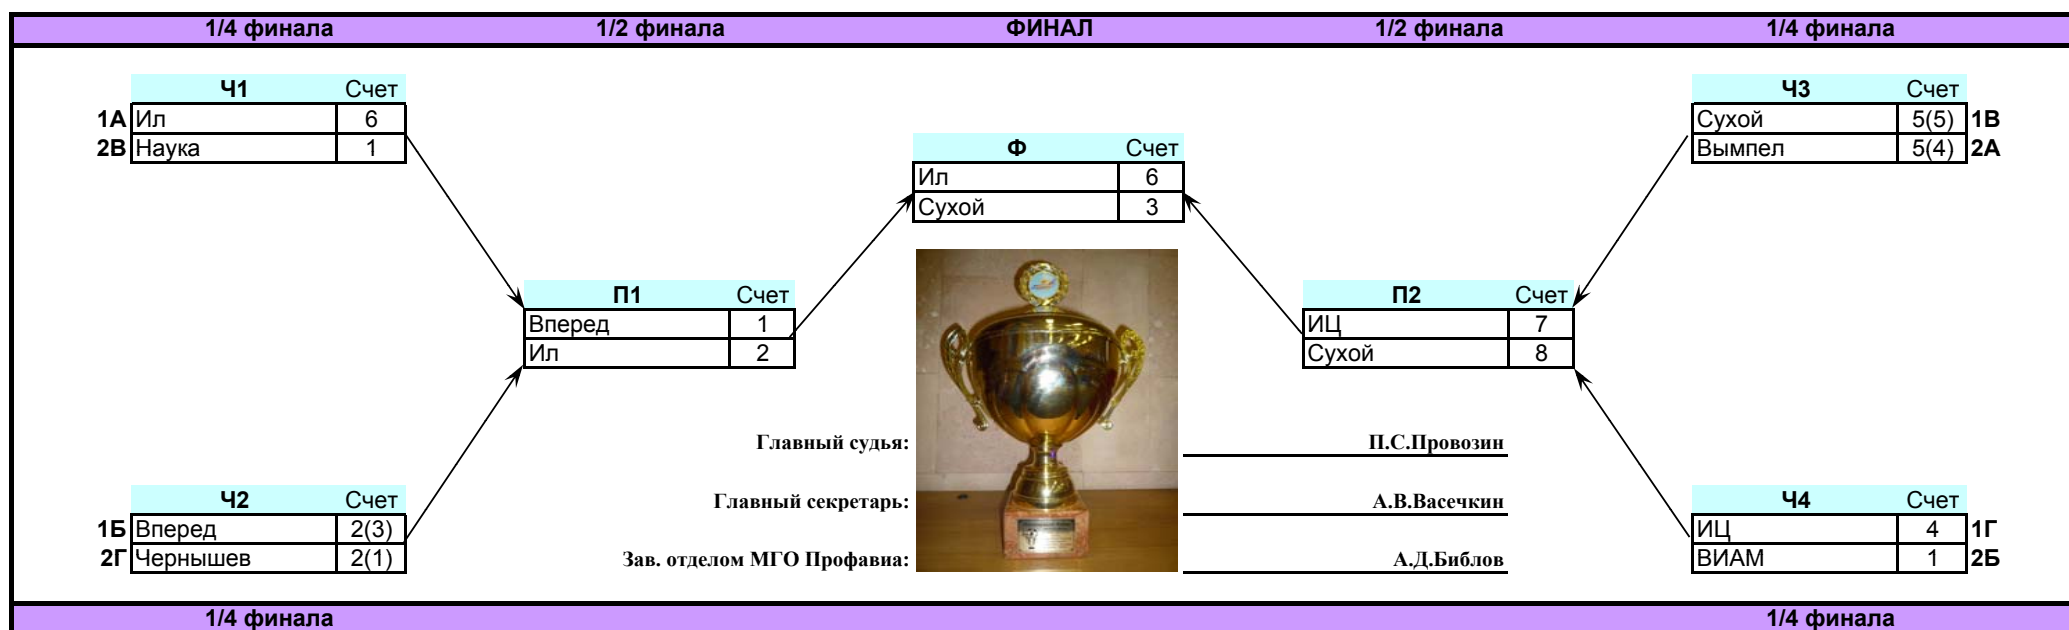 1/4 финала 1/2 финала ФИНАЛ 1/2 финала 1/4 финала
Ч1 Счет
1А Ил 6
2В Наука 1
Ч3 Счет
Сухой 5(5) 1В
Вымпел 5(4) 2А
Ф Счет
Ил 6
Сухой 3
П1 Счет
Вперед 1
Ил 2
П2 Счет
ИЦ 7
Сухой 8
Главный судья: П.С.Провозин
Главный секретарь: А.В.Васечкин
Зав. отделом МГО Профавиа: А.Д.Библов
Ч2 Счет
1Б Вперед 2(3)
2Г Чернышев 2(1)
Ч4 Счет
ИЦ 4 1Г
ВИАМ 1 2Б
1/4 финала 1/4 финала